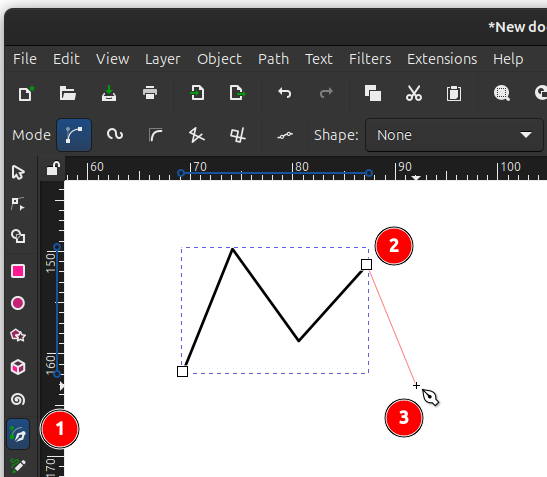 *New do
File Edit View Layer Object Path Text Filters Extensions Help
Mode Shape: None
60 70 80 90 100
150
2
160
3
1
170